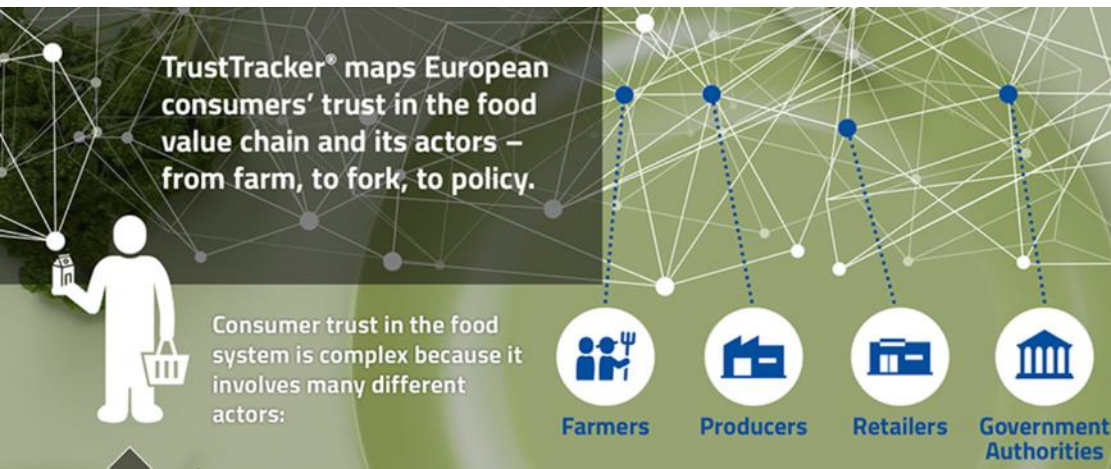 TrustTracker® maps European
consumers' trust in the food
value chain and its actors –
from farm, to fork, to policy.
Consumer trust in the food
system is complex because it
involves many different
actors:
Farmers
Producers
Retailers
Government
Authorities